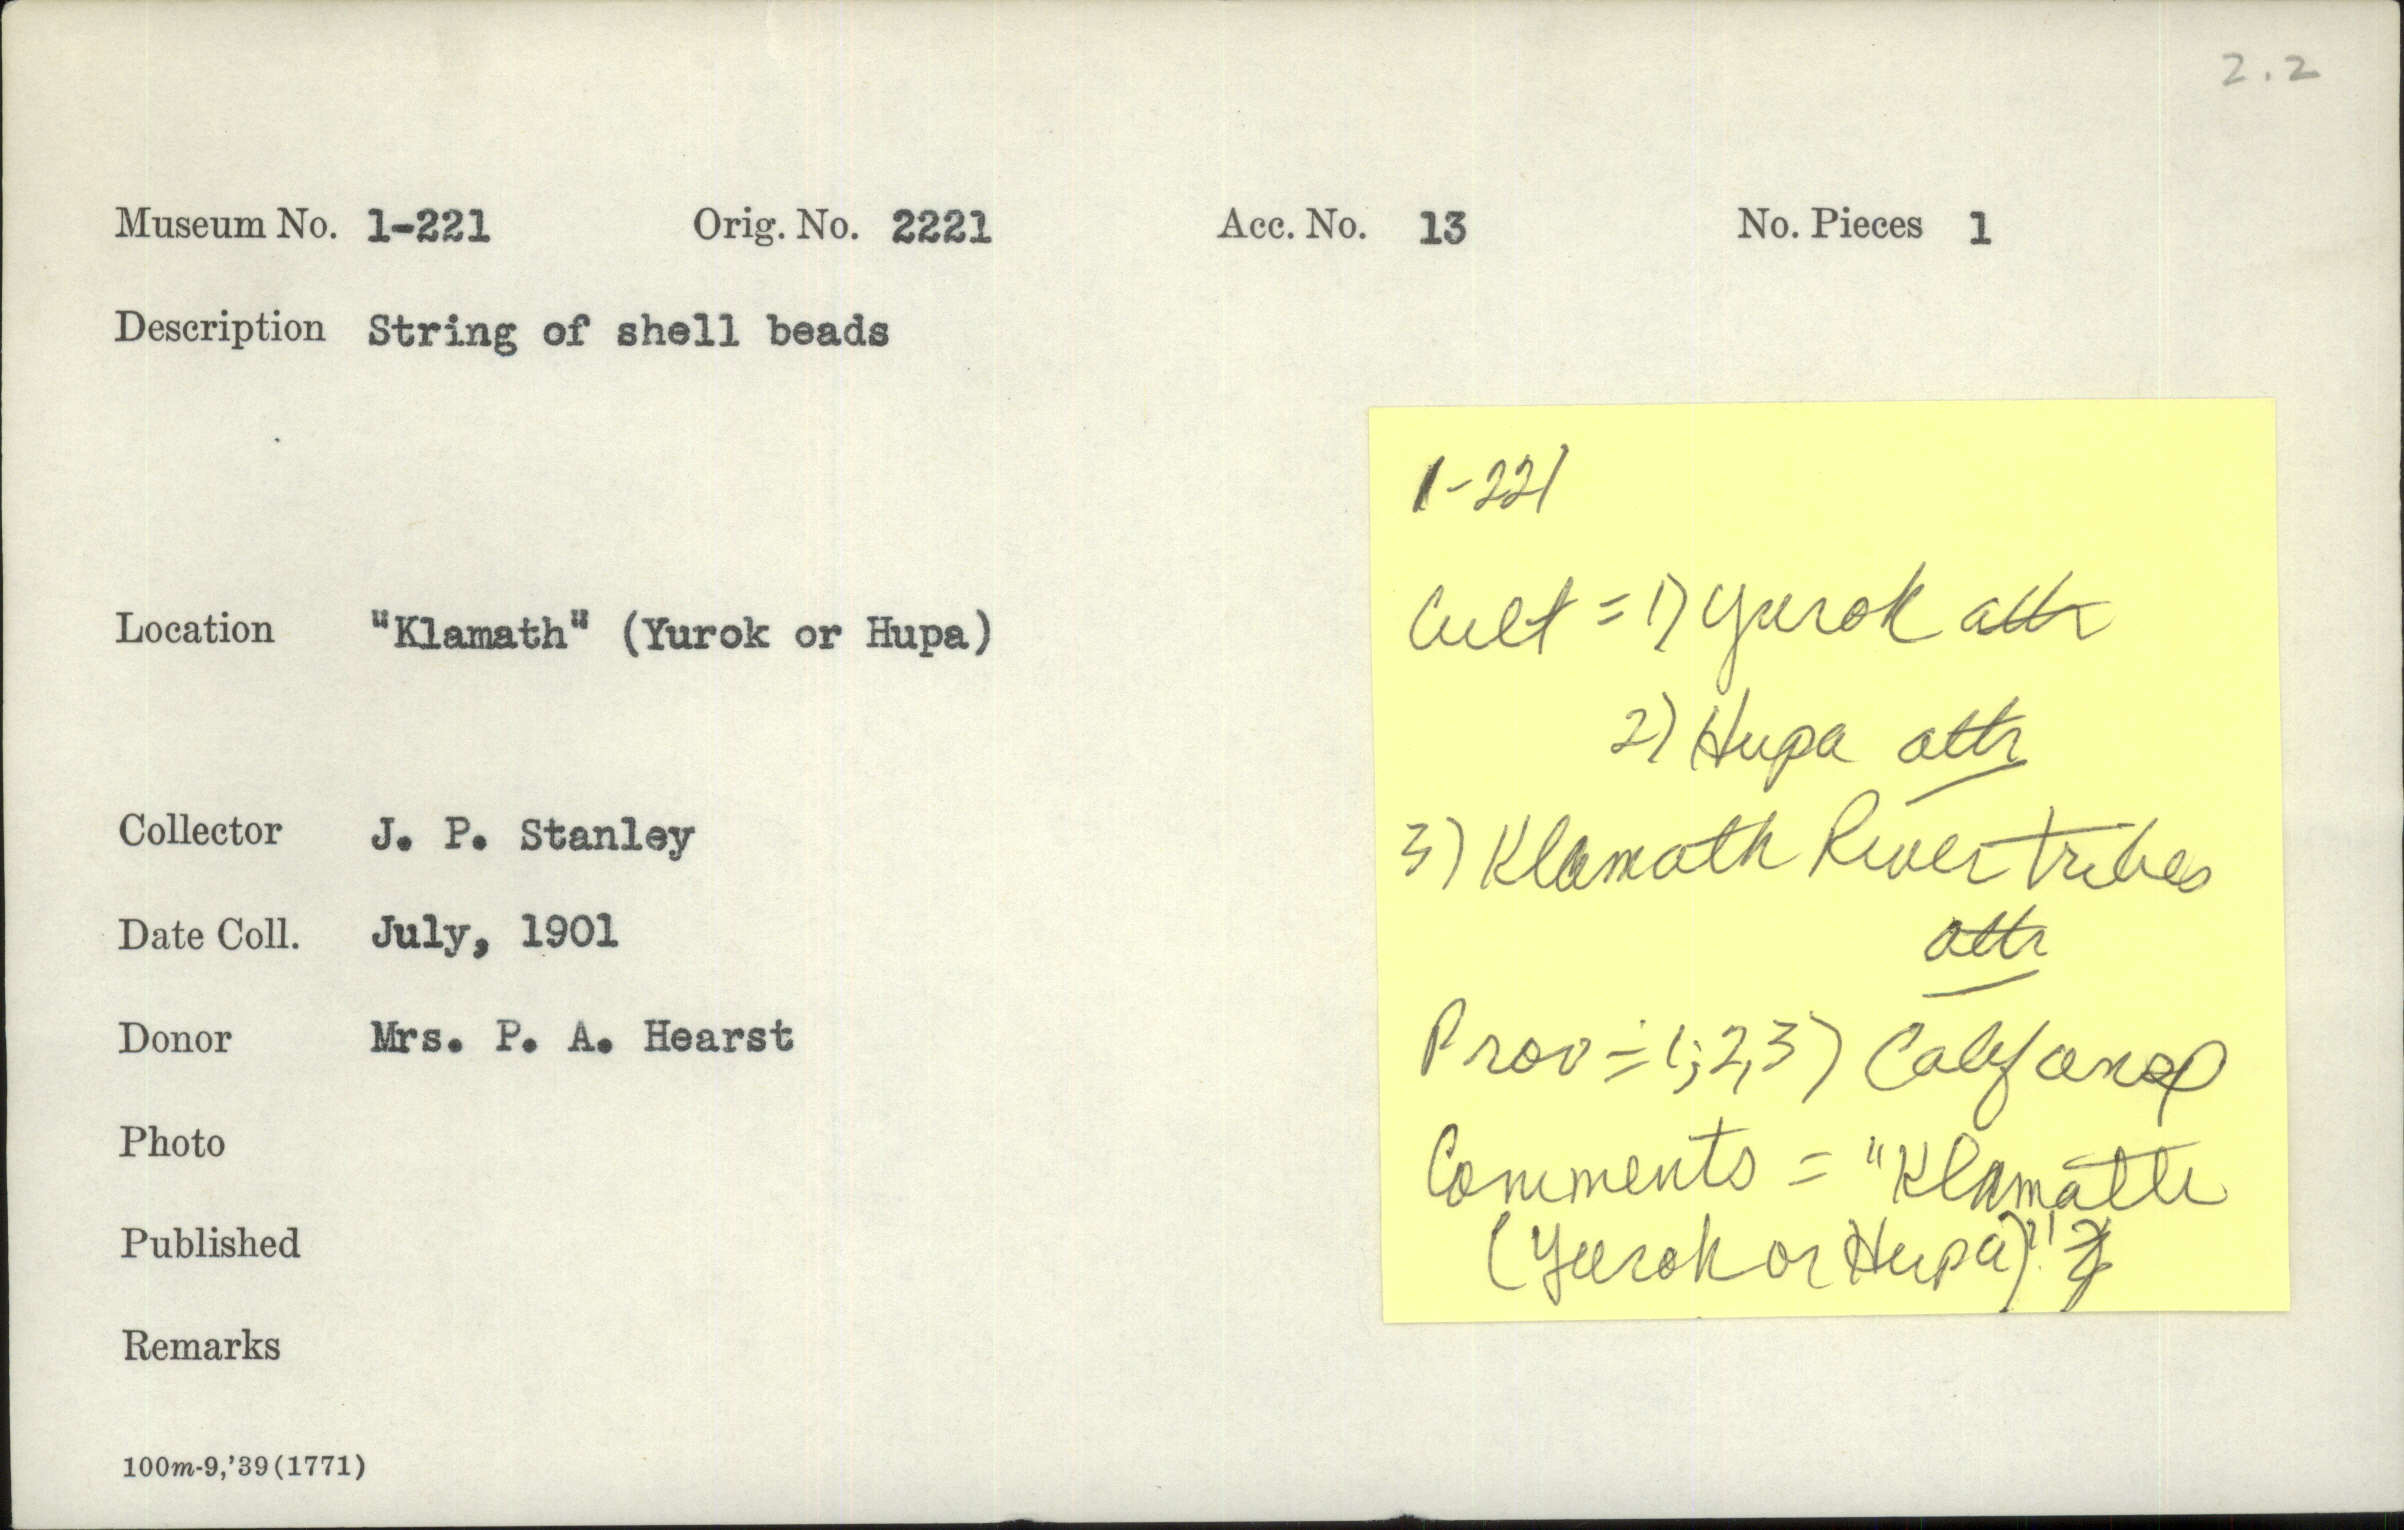 2.2
Museum No. 1-221 Orig. No. 2221 Acc. No. 13 No. Pieces 1
Description String of shell beads
Location "Klamath" (Yurok or Hupa)
Collector J. P. Stanley
Date Coll. July, 1901
Donor Mrs. P. A. Hearst
Photo
Published
Remarks
100m-9,'39(1771)
1-221
Cult = 1) Yurok attr
2) Hupa attr
3) Klamath River tribes
attr
Prov = 1;2,3) Calif
Comments = "Klamath
(Yurok or Hupa)"